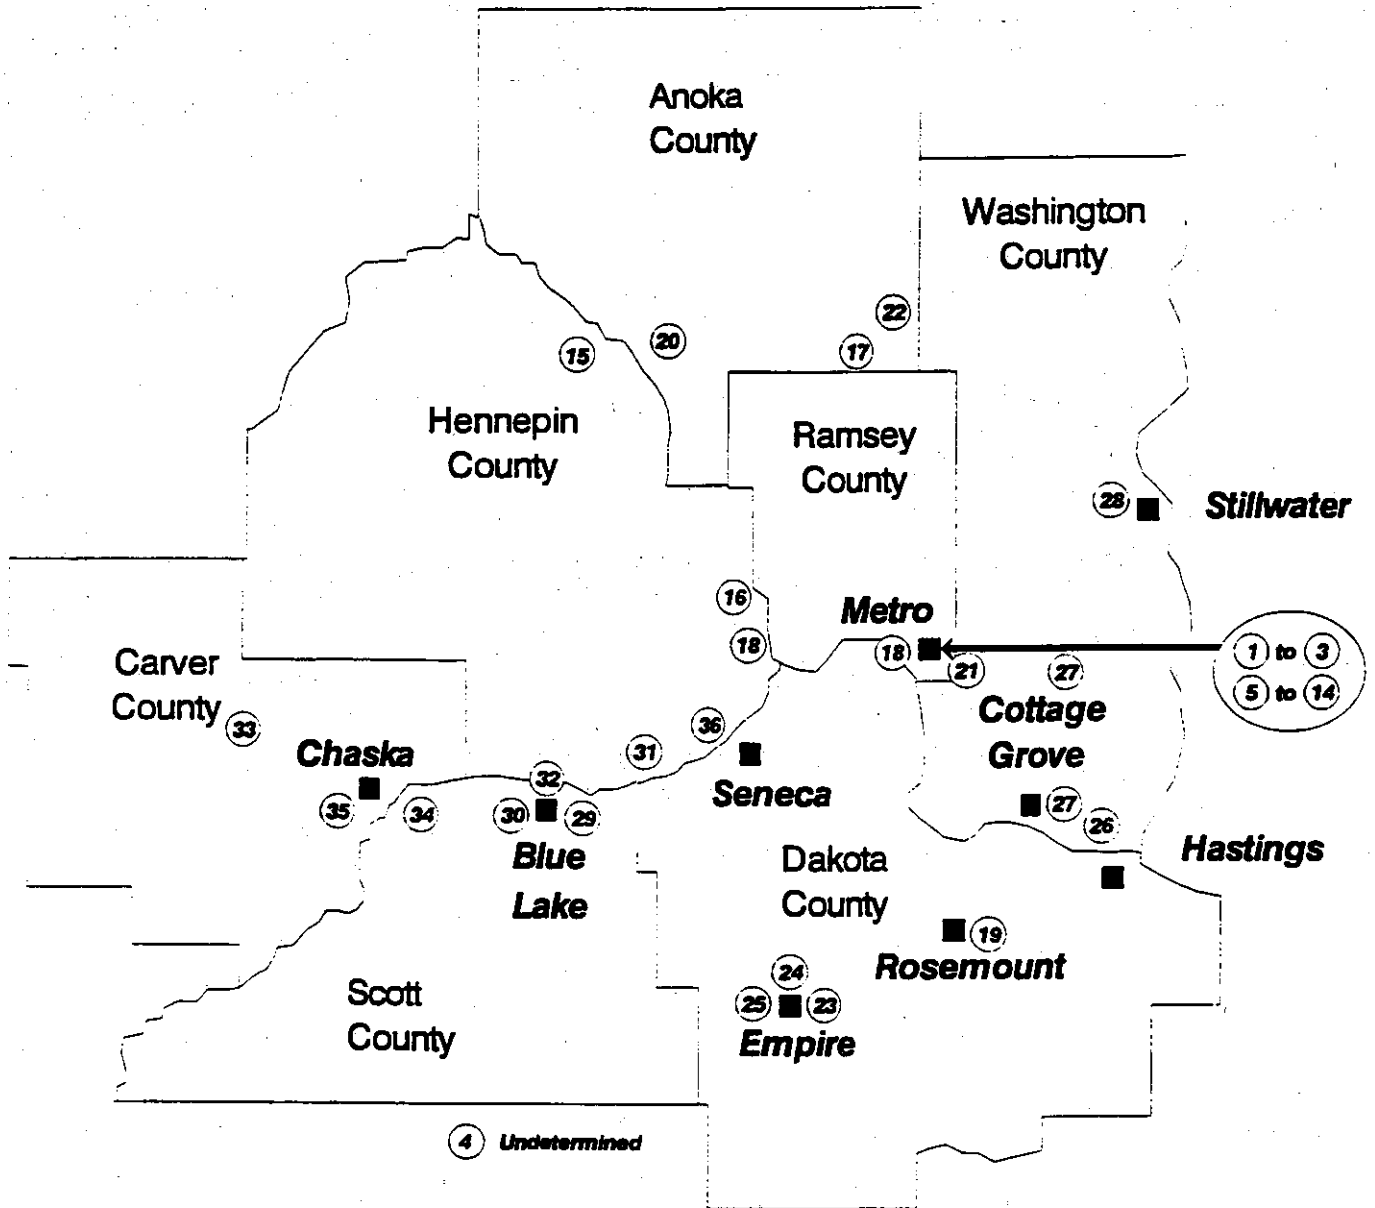 Anoka
County
Washington
County
22
20
17
15
Hennepin
County
Ramsey
County
28
Stillwater
16
Metro
18
18
21
27
1 to 3
5 to 14
Carver
County
33
Cottage
Grove
36
31
Chaska
32
Seneca
35
34
30
29
27
26
Blue
Lake
Dakota
County
Hastings
19
Rosemount
24
25
23
Empire
Scott
County
4 Undetermined